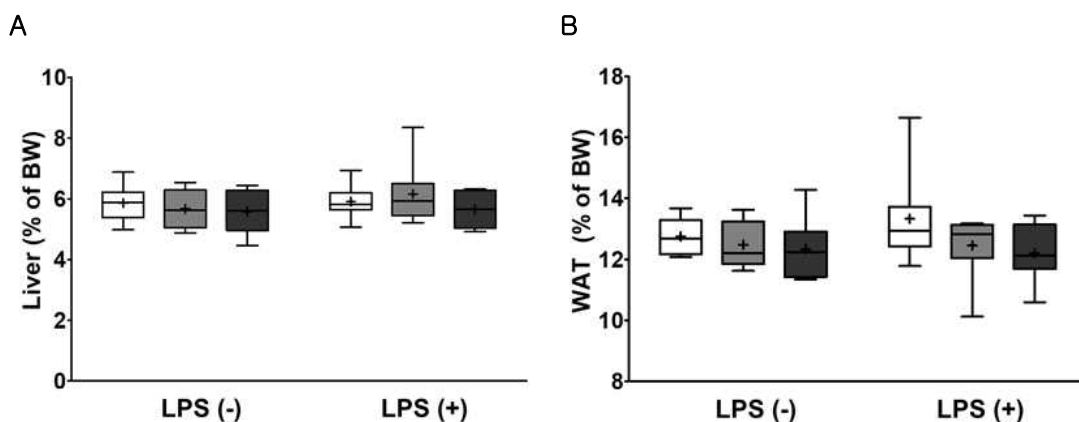 A
B
Liver (% of BW)
10
8
6
4
2
0
LPS (-)
LPS (+)
WAT (% of BW)
18
16
14
12
10
8
LPS (-)
LPS (+)